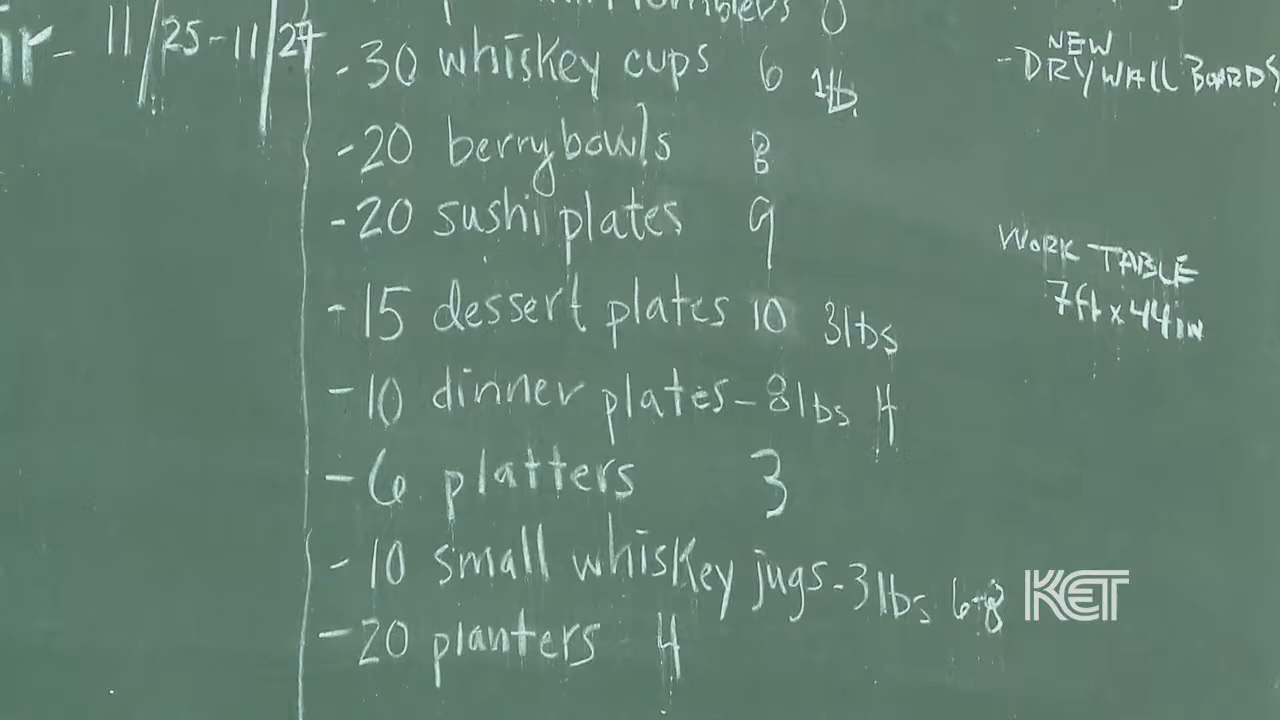 11/25-11/27
-30 whiskey cups 6 1lb.
-20 berry bowls 8
-20 sushi plates 9
-15 dessert plates 10 3lbs
-10 dinner plates - 8lbs 4
-6 platters 3
-10 small whiskey jugs - 3lbs 6-8
-20 planters 4
NEW
-DRYWALL BOARDS
WORK TABLE
7ft x 44in
KET